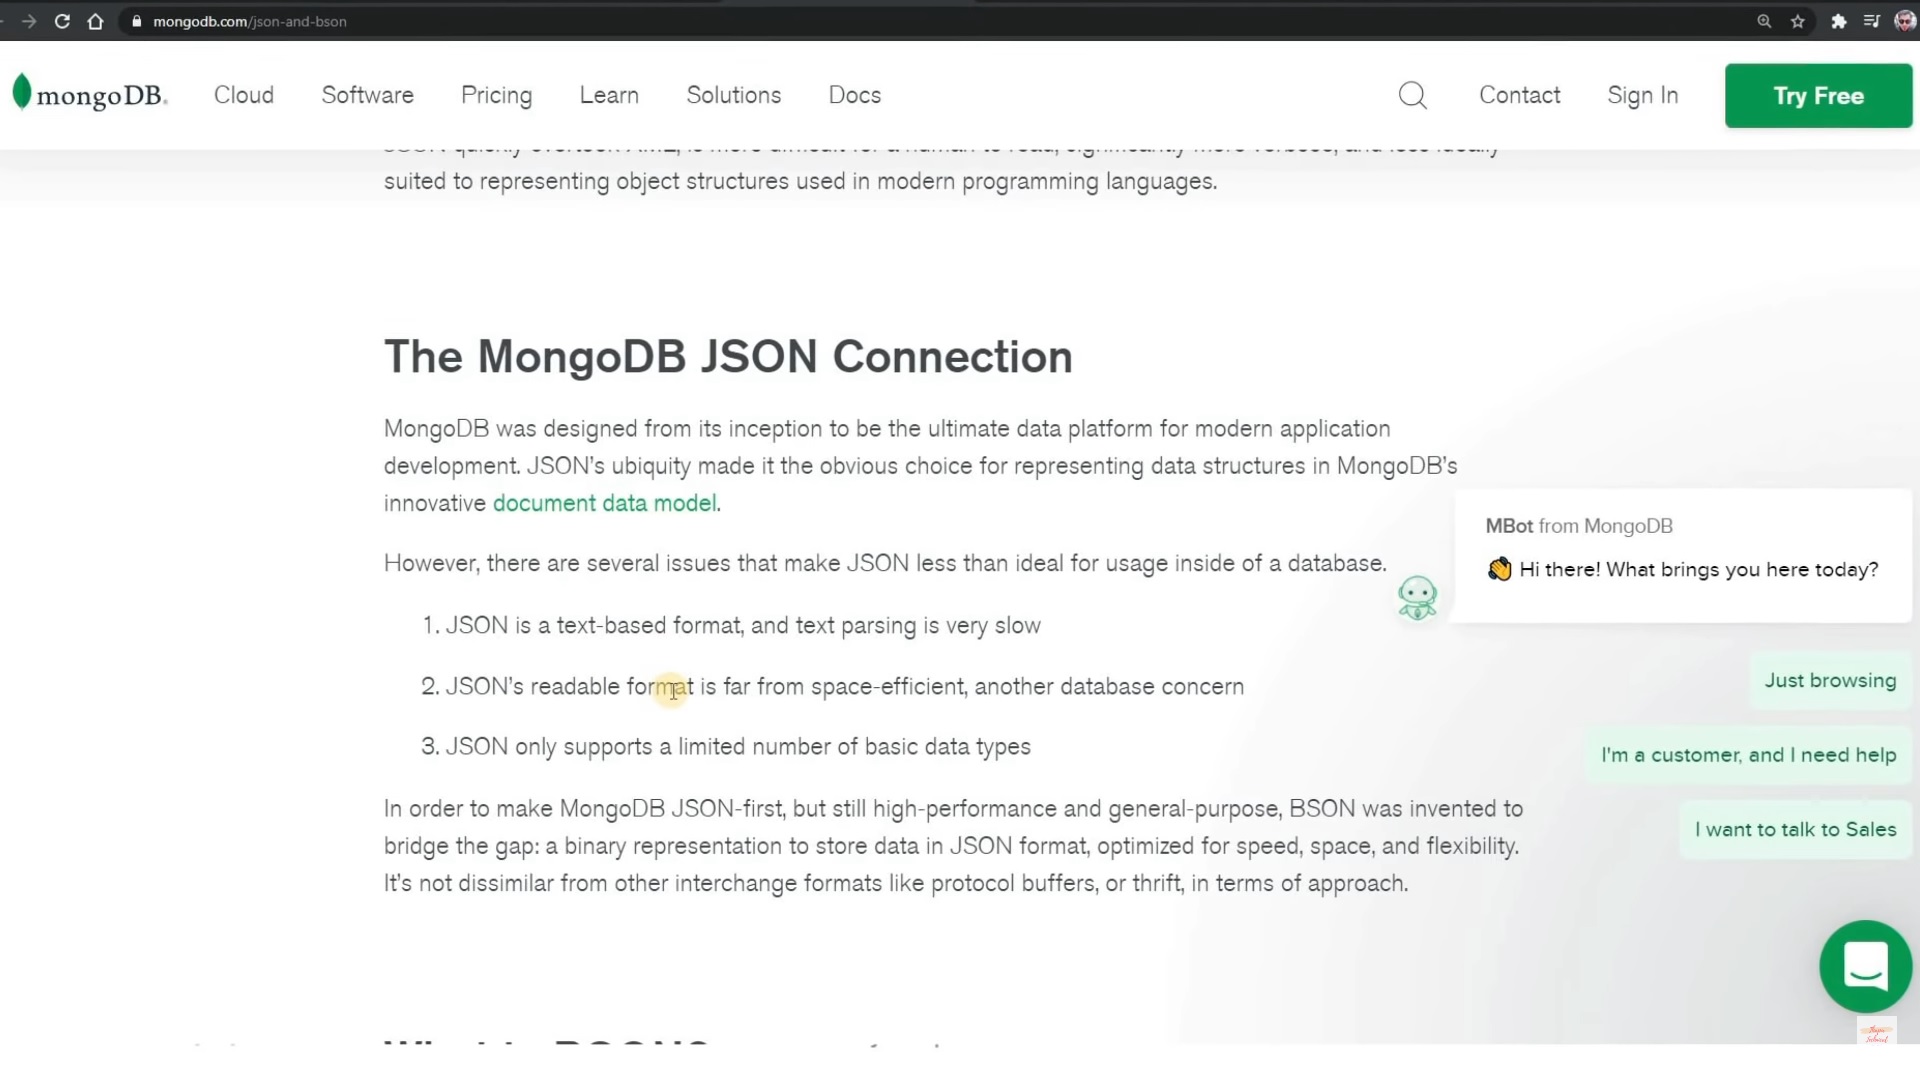 mongodb.com/json-and-bson
mongoDB.
Cloud
Software
Pricing
Learn
Solutions
Docs
Contact
Sign In
Try Free
suited to representing object structures used in modern programming languages.
The MongoDB JSON Connection
MongoDB was designed from its inception to be the ultimate data platform for modern application
development. JSON’s ubiquity made it the obvious choice for representing data structures in MongoDB’s
innovative document data model.
However, there are several issues that make JSON less than ideal for usage inside of a database.
1. JSON is a text-based format, and text parsing is very slow
2. JSON’s readable format is far from space-efficient, another database concern
3. JSON only supports a limited number of basic data types
In order to make MongoDB JSON-first, but still high-performance and general-purpose, BSON was invented to
bridge the gap: a binary representation to store data in JSON format, optimized for speed, space, and flexibility.
It’s not dissimilar from other interchange formats like protocol buffers, or thrift, in terms of approach.
MBot from MongoDB
Hi there! What brings you here today?
Just browsing
I'm a customer, and I need help
I want to talk to Sales